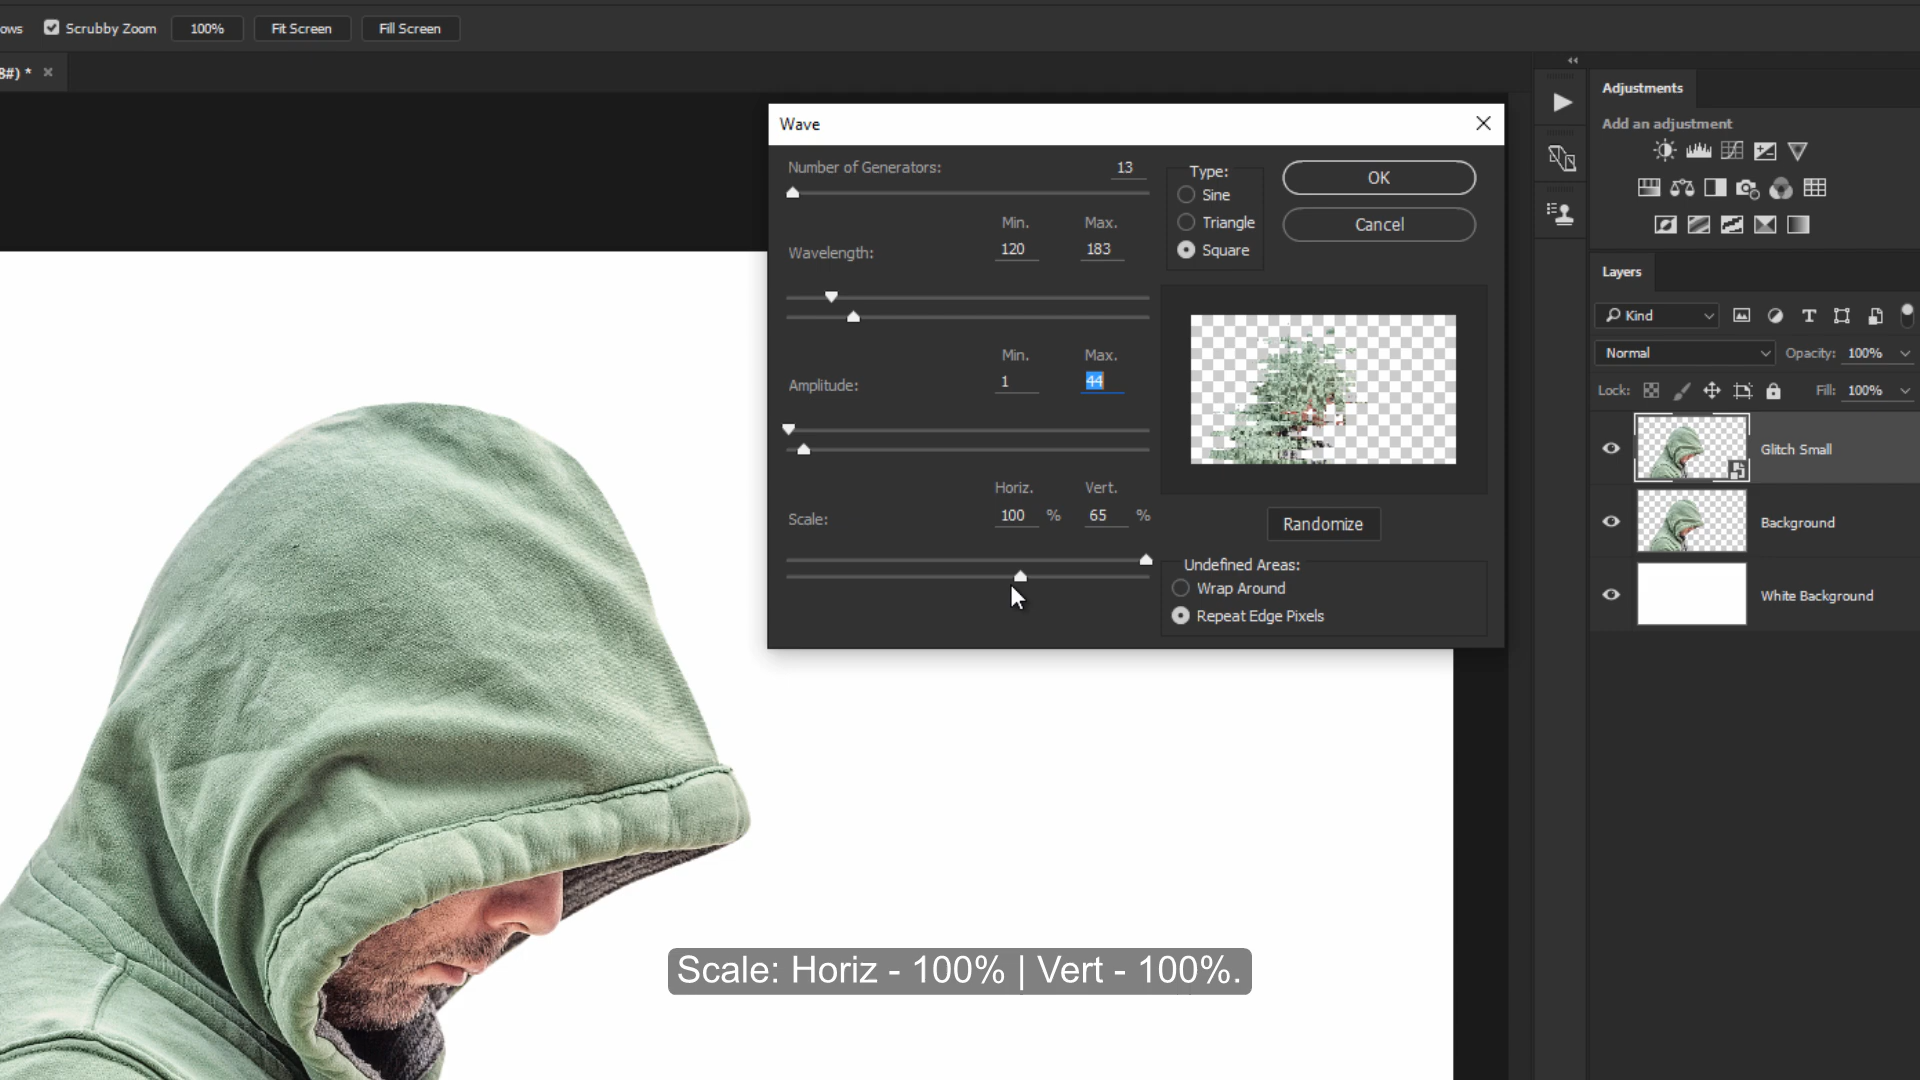 ows
Scrubby Zoom
100%
Fit Screen
Fill Screen
8#) *
Wave
Number of Generators:
13
Min.
Max.
Wavelength:
120
183
Min.
Max.
Amplitude:
1
44
Horiz.
Vert.
Scale:
100 %
65 %
Type:
Sine
Triangle
Square
OK
Cancel
Randomize
Undefined Areas:
Wrap Around
Repeat Edge Pixels
Adjustments
Add an adjustment
Layers
Kind
Normal
Opacity: 100%
Lock:
Fill: 100%
Glitch Small
Background
White Background
Scale: Horiz - 100% | Vert - 100%.